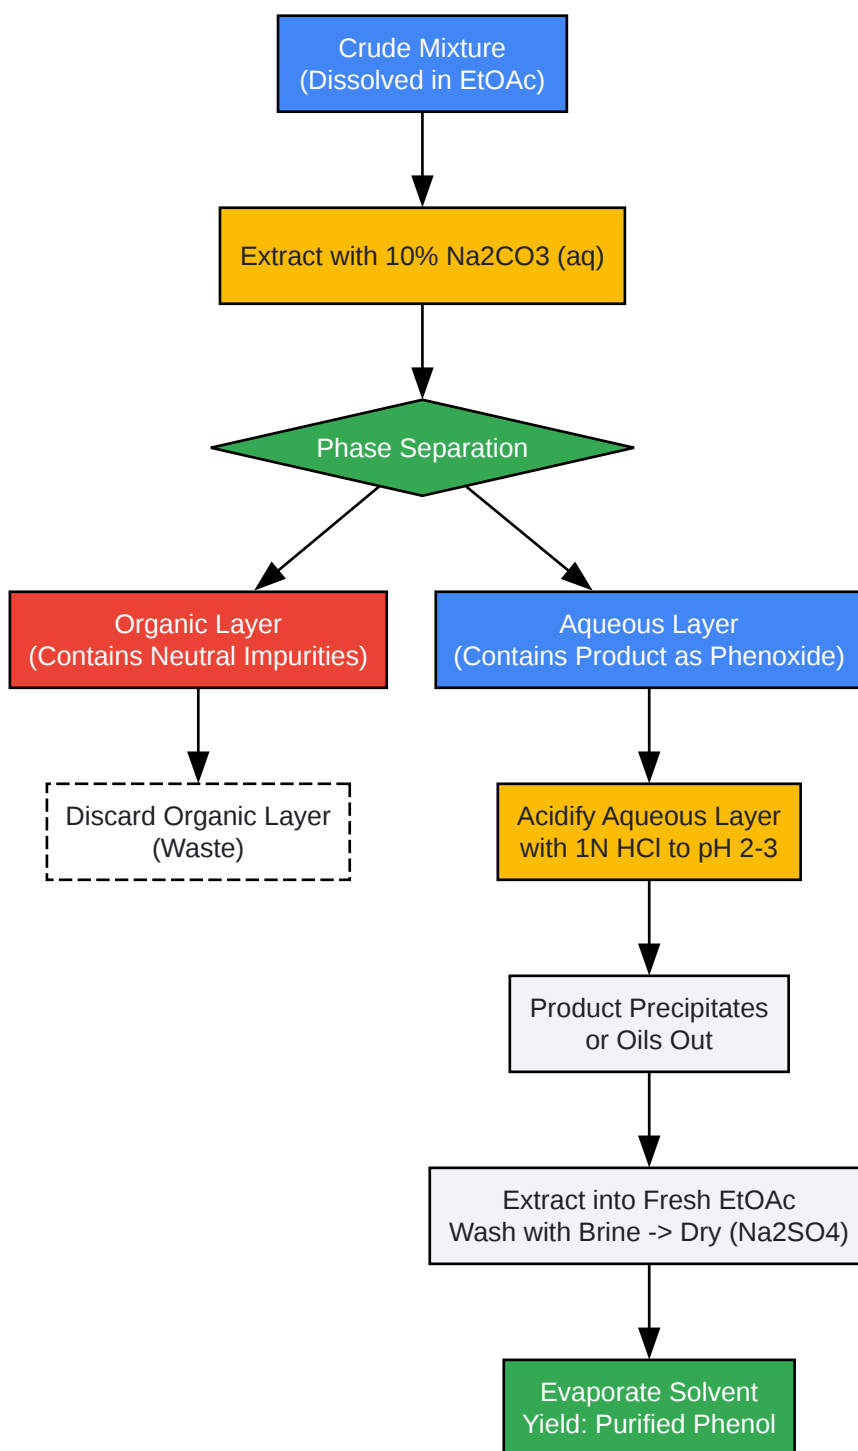 Crude Mixture
(Dissolved in EtOAc)
Extract with 10% Na2CO3 (aq)
Phase Separation
Organic Layer
(Contains Neutral Impurities)
Aqueous Layer
(Contains Product as Phenoxide)
Discard Organic Layer
(Waste)
Acidify Aqueous Layer
with 1N HCl to pH 2-3
Product Precipitates
or Oils Out
Extract into Fresh EtOAc
Wash with Brine -> Dry (Na2SO4)
Evaporate Solvent
Yield: Purified Phenol